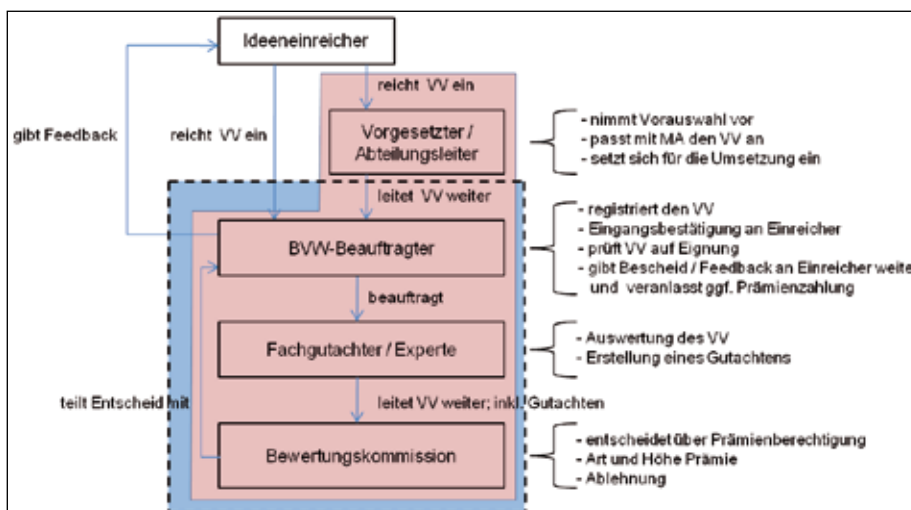 Ideeneinreicher
reicht VV ein
gibt Feedback
reicht VV ein
Vorgesetzter /
Abteilungsleiter
- nimmt Vorauswahl vor
- passt mit MA den VV an
- setzt sich für die Umsetzung ein
leitet VV weiter
BVW-Beauftragter
- registriert den VV
- Eingangsbestätigung an Einreicher
- prüft VV auf Eignung
- gibt Bescheid / Feedback an Einreicher weite
und veranlasst ggf. Prämienzahlung
beauftragt
Fachgutachter / Experte
- Auswertung des VV
- Erstellung eines Gutachtens
teilt Entscheid mit
leitet VV weiter; inkl. Gutachten
Bewertungskommission
- entscheidet über Prämienberechtigung
- Art und Höhe Prämie
- Ablehnung